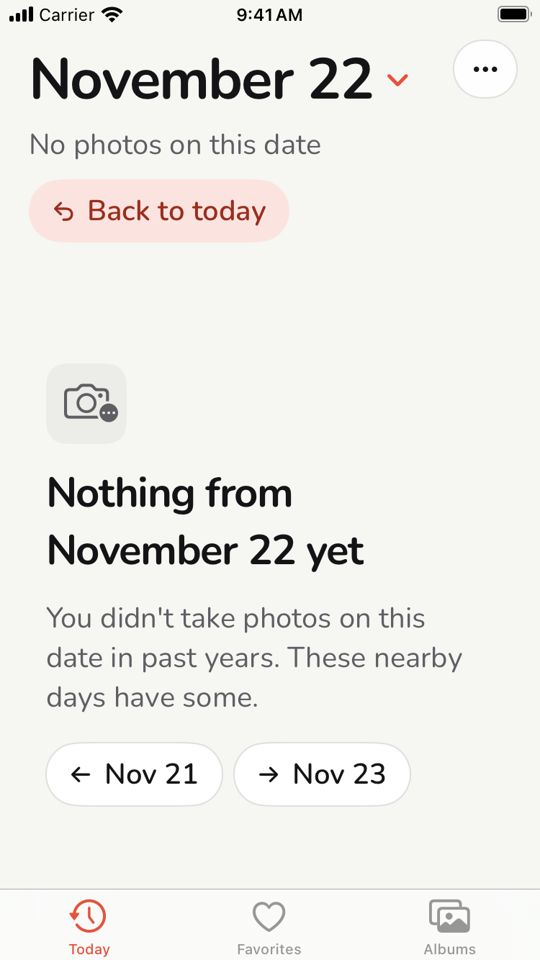 Carrier 9:41 AM
November 22
No photos on this date
Back to today
Nothing from
November 22 yet
You didn't take photos on this
date in past years. These nearby
days have some.
← Nov 21 → Nov 23
Today Favorites Albums